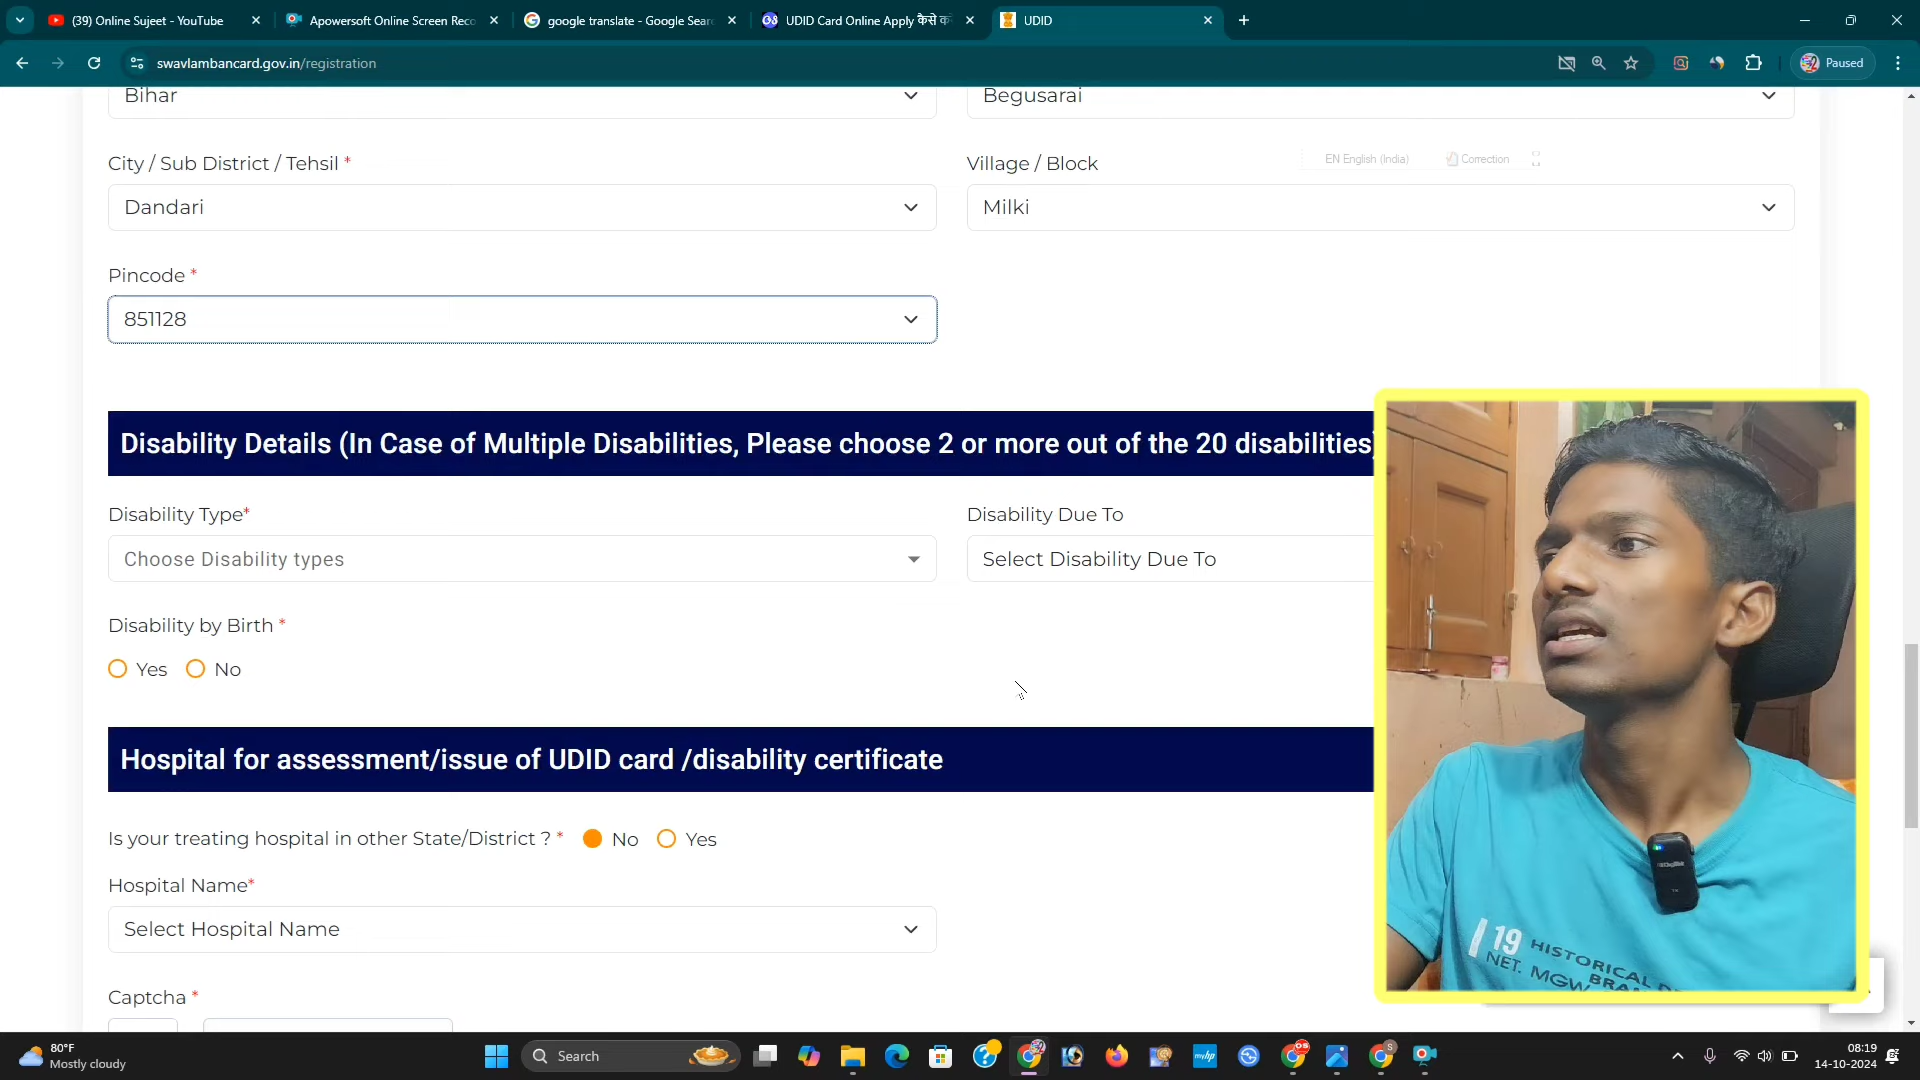 (39) Online Sujeet - YouTube
Apowersoft Online Screen Reco
google translate - Google Sear
UDID Card Online Apply कैसे क
UDID
swavlambancard.gov.in/registration
Paused
Bihar
Begusarai
EN English (India)
Correction
City / Sub District / Tehsil *
Village / Block
Dandari
Milki
Pincode *
851128
Disability Details (In Case of Multiple Disabilities, Please choose 2 or more out of the 20 disabilities)
Disability Type*
Disability Due To
Choose Disability types
Select Disability Due To
Disability by Birth *
Yes
No
Hospital for assessment/issue of UDID card /disability certificate
Is your treating hospital in other State/District ? *
No
Yes
Hospital Name*
Select Hospital Name
Captcha *
19 HISTORICAL
NET. MGW
BRA
80°F
Mostly cloudy
Search
myhp
08:19
14-10-2024